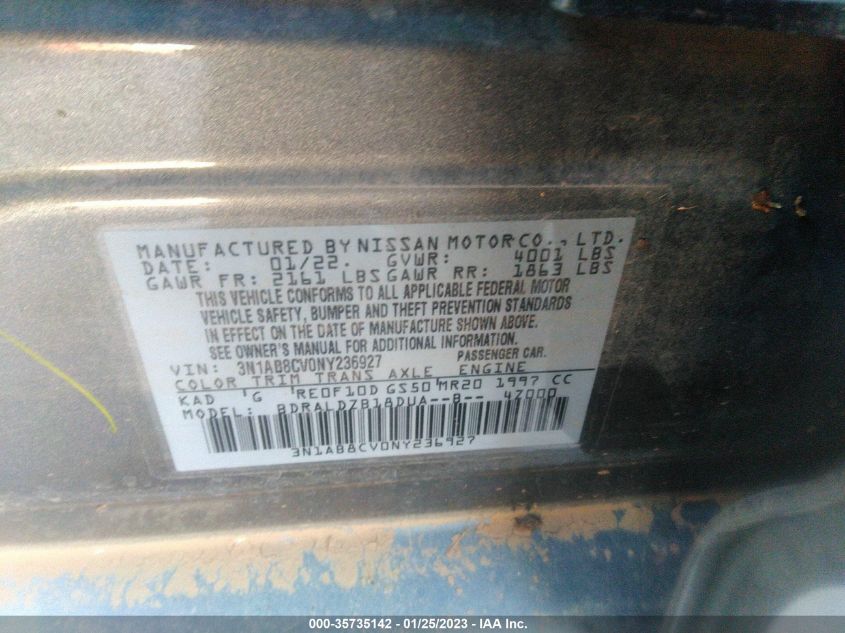 MANUFACTURED BY NISSAN MOTOR CO., LTD.
DATE: 01/22. GVWR: 4001 LBS
GAWR FR: 2161 LBS GAWR RR: 1863 LBS
THIS VEHICLE CONFORMS TO ALL APPLICABLE FEDERAL MOTOR
VEHICLE SAFETY, BUMPER AND THEFT PREVENTION STANDARDS
IN EFFECT ON THE DATE OF MANUFACTURE SHOWN ABOVE.
SEE OWNER'S MANUAL FOR ADDITIONAL INFORMATION.
VIN: 3N1AB8CV0NY236927 PASSENGER CAR.
COLOR TRIM TRANS AXLE ENGINE
KAD G RE0F10D GS50 MR20 1997 CC
MODEL: BDRALDZB18DUA--B-- 4Z000
3N1AB8CV0NY236927
000-35735142 - 01/25/2023 - IAA Inc.